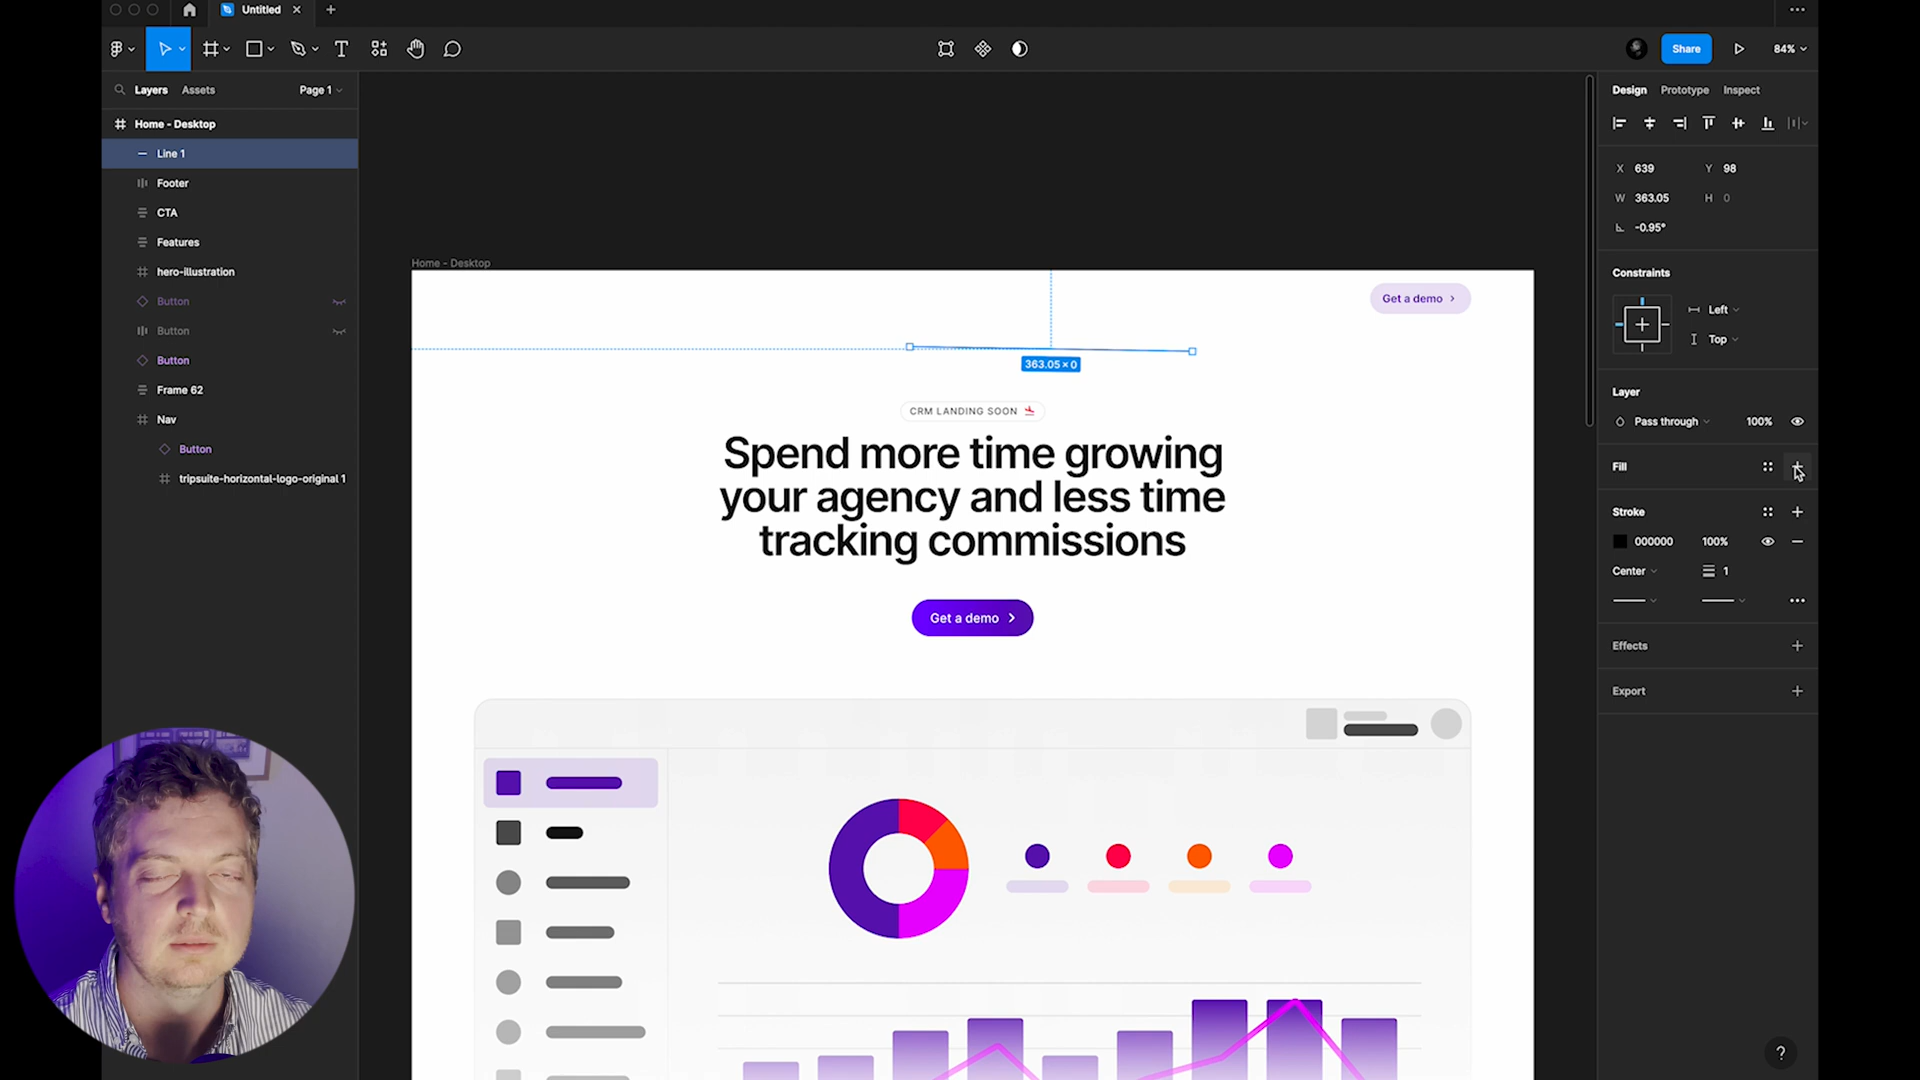 Untitled
Share
84%
Layers
Assets
Page 1
Home - Desktop
Line 1
Footer
CTA
Features
hero-illustration
Button
Button
Button
Frame 62
Nav
Button
tripsuite-horizontal-logo-original 1
Home - Desktop
Get a demo
363.05 × 0
CRM LANDING SOON
Spend more time growing
your agency and less time
tracking commissions
Get a demo
Design
Prototype
Inspect
X 639 Y 98
W 363.05 H 0
-0.95°
Constraints
Left
Top
Layer
Pass through 100%
Fill
Stroke
000000 100%
Center 1
Effects
Export
?